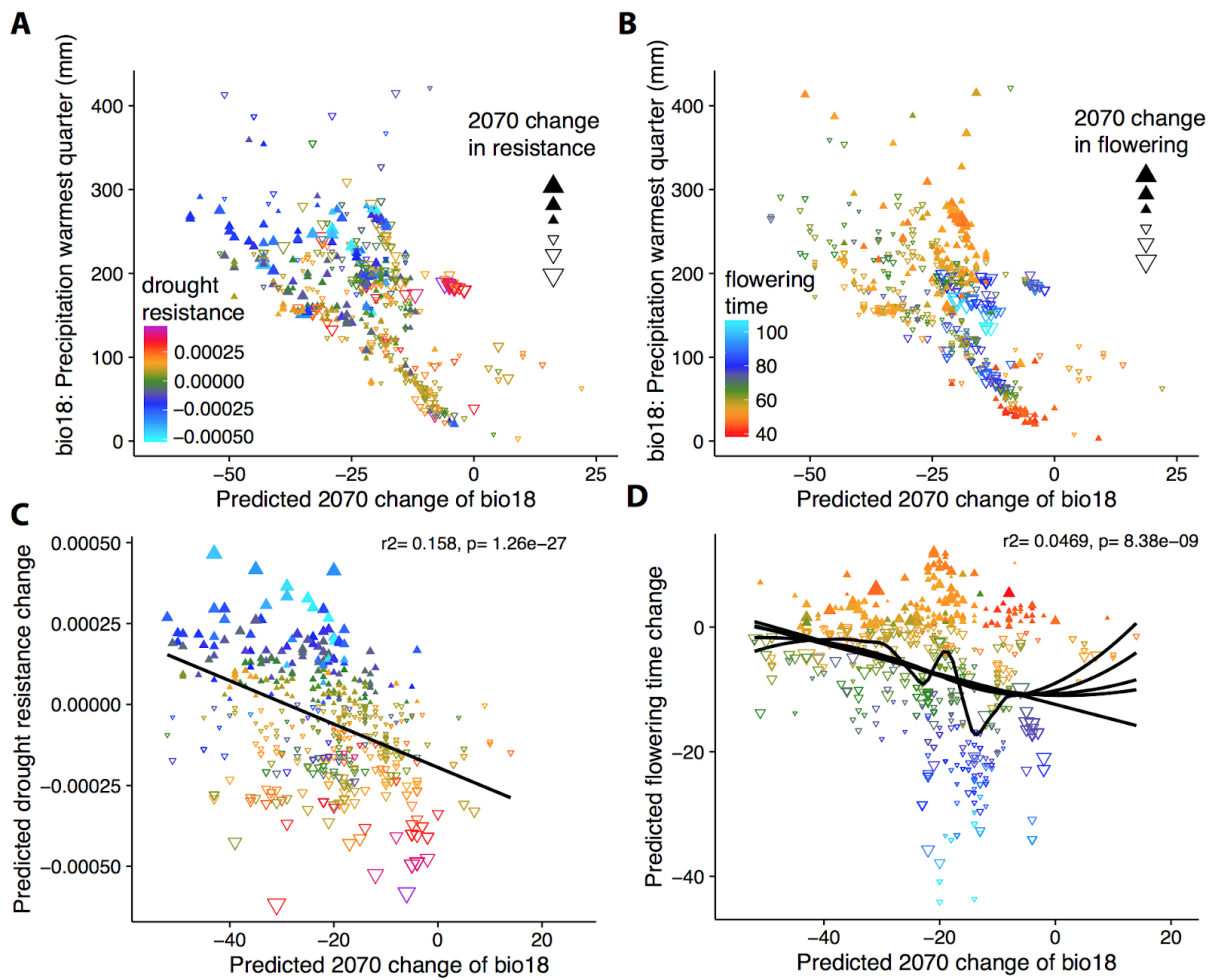 A
bio18: Precipitation warmest quarter (mm)
400
300
200
100
0
2070 change
in resistance
drought
resistance
0.00025
0.00000
−0.00025
−0.00050
−50
−25
0
25
Predicted 2070 change of bio18
B
bio18: Precipitation warmest quarter (mm)
400
300
200
100
0
2070 change
in flowering
flowering
time
100
80
60
40
−50
−25
0
25
Predicted 2070 change of bio18
C
Predicted drought resistance change
0.00050
0.00025
0.00000
−0.00025
−0.00050
r2= 0.158, p= 1.26e−27
−40
−20
0
20
Predicted 2070 change of bio18
D
Predicted flowering time change
0
−20
−40
r2= 0.0469, p= 8.38e−09
−40
−20
0
20
Predicted 2070 change of bio18